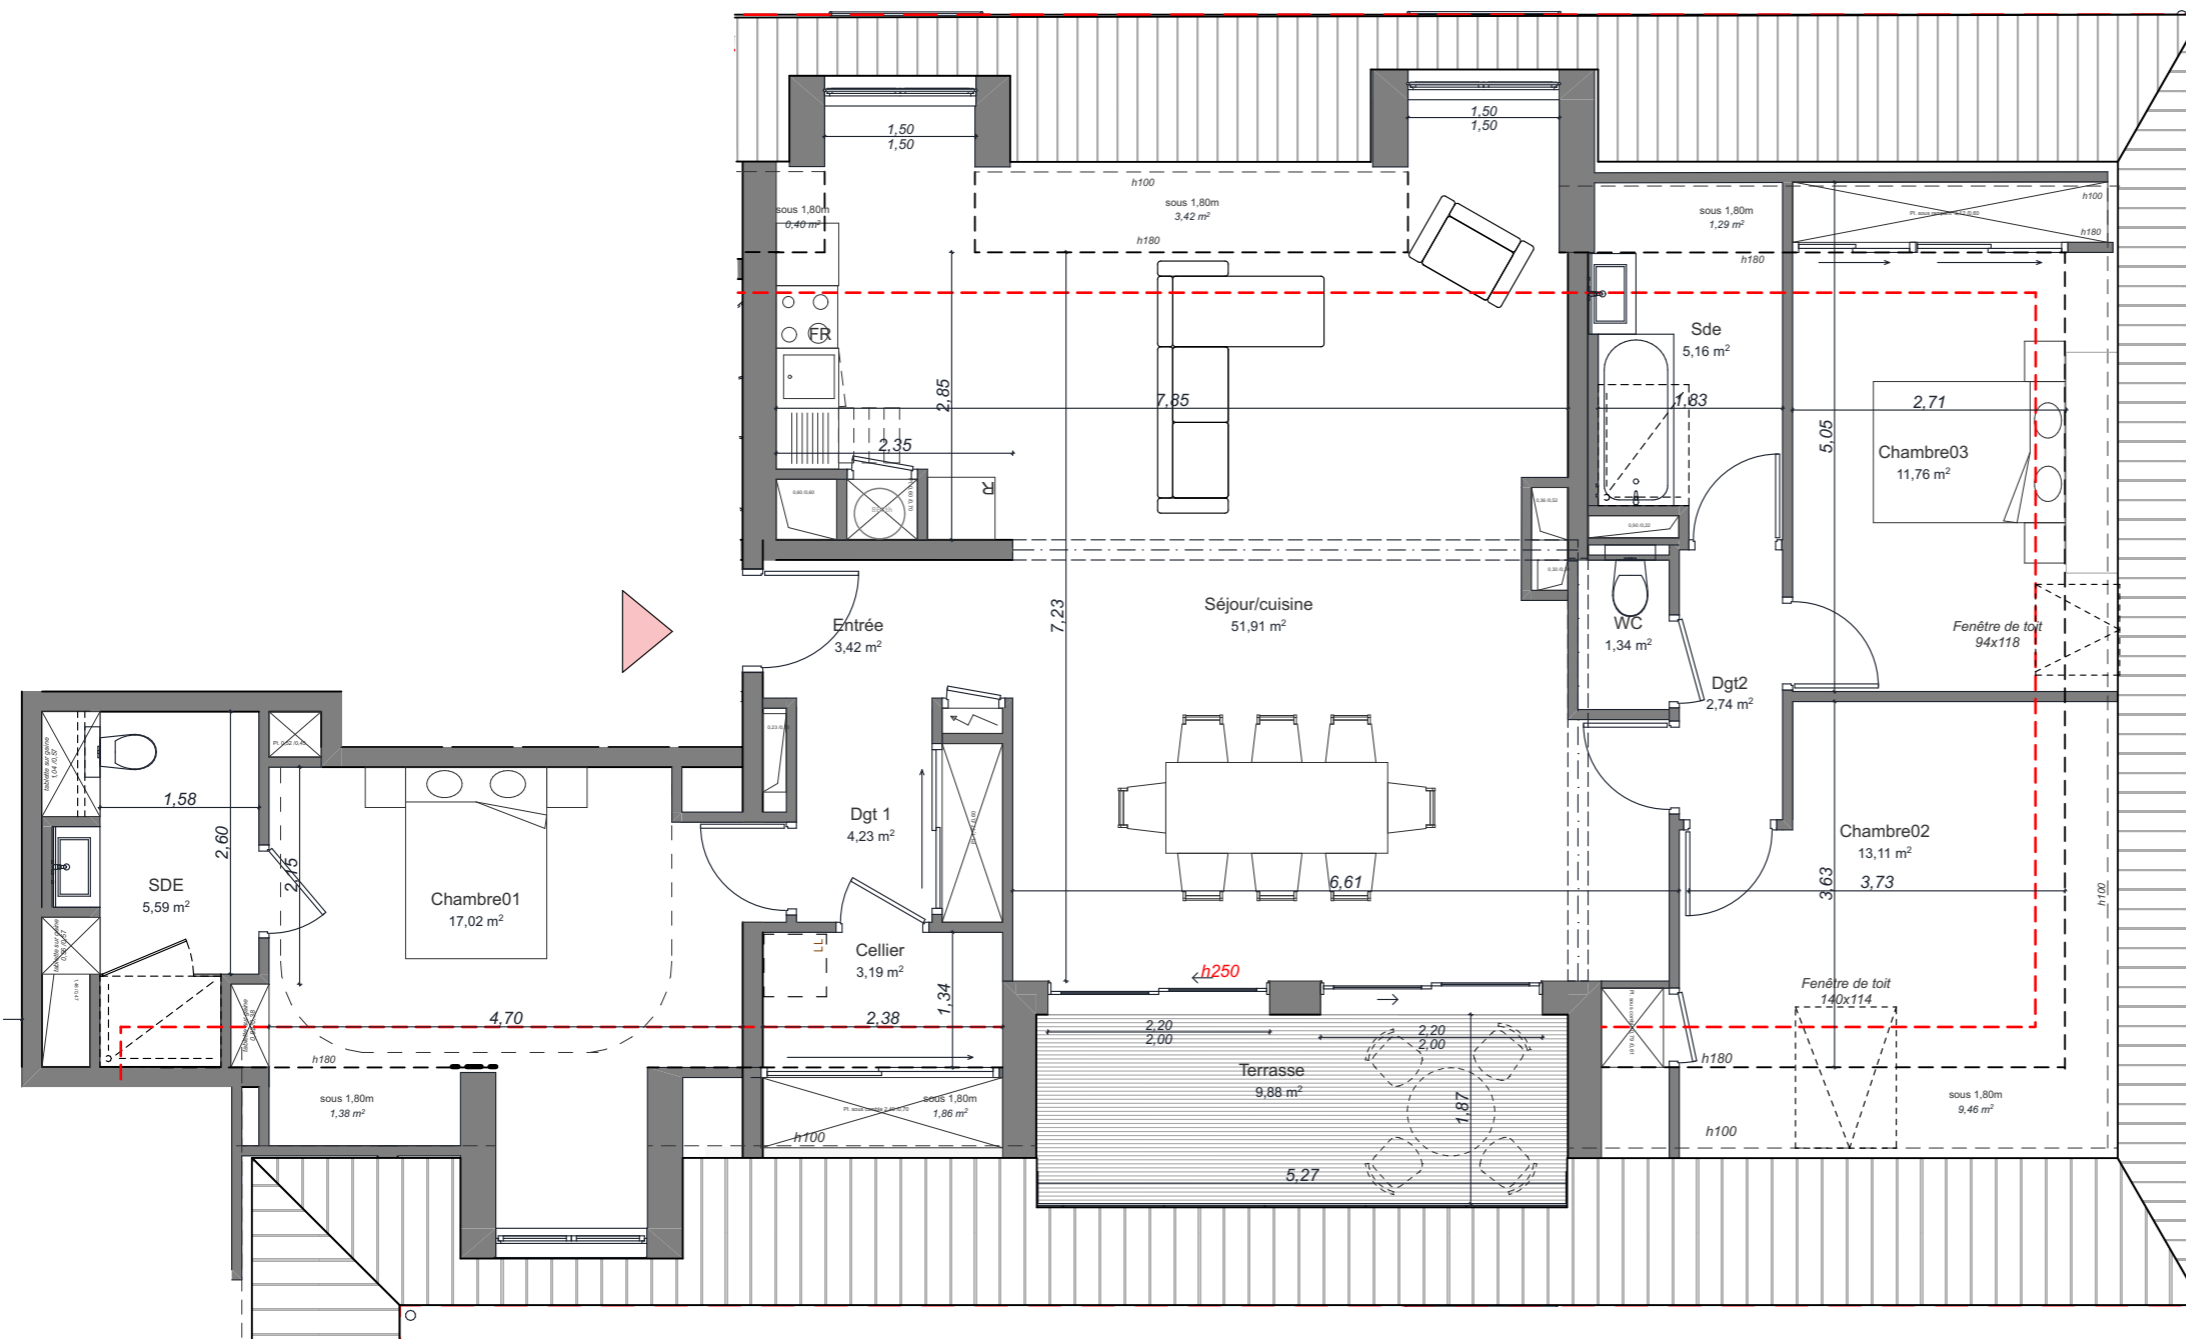 1,50
1,50
1,50
1,50
h100
sous 1,80m
0,40 m²
sous 1,80m
3,42 m²
h180
sous 1,80m
1,29 m²
h180
h100
h180
FR
Sde
5,16 m²
2,85
7,85
1,83
2,71
2,35
5,05
Chambre03
11,76 m²
R
0,60 /0,60
7,23
Entrée
3,42 m²
Séjour/cuisine
51,91 m²
WC
1,34 m²
Fenêtre de toit
94x118
Dgt2
2,74 m²
1,58
2,60
2,15
SDE
5,59 m²
Chambre01
17,02 m²
Dgt 1
4,23 m²
6,61
Chambre02
13,11 m²
3,63
3,73
h100
Cellier
3,19 m²
LL
1,34
h250
Fenêtre de toit
140x114
4,70
2,38
2,20
2,00
2,20
2,00
h180
h180
Terrasse
9,88 m²
1,87
sous 1,80m
1,38 m²
sous 1,80m
1,86 m²
sous 1,80m
9,46 m²
h100
h100
5,27